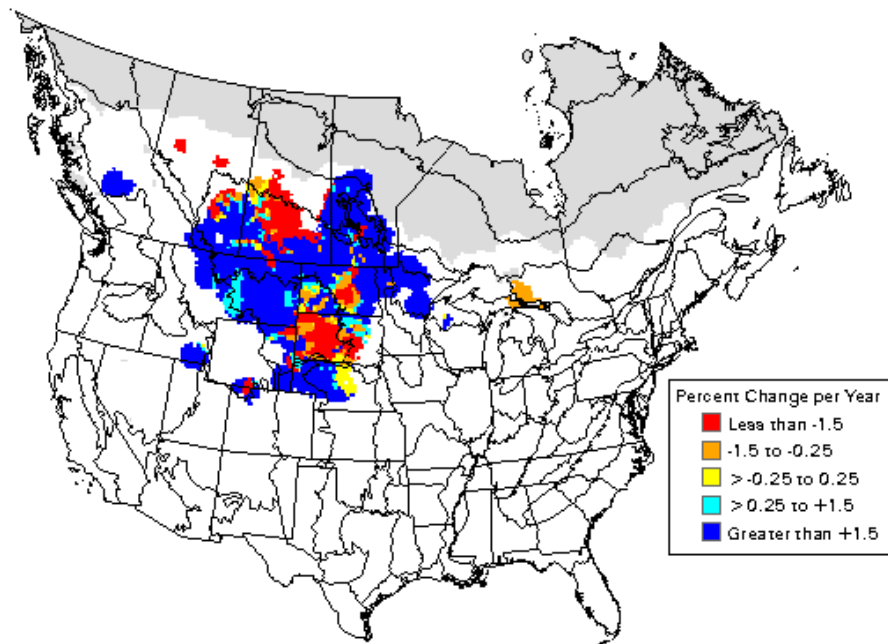 Percent Change per Year
Less than -1.5
-1.5 to -0.25
> -0.25 to 0.25
> 0.25 to +1.5
Greater than +1.5